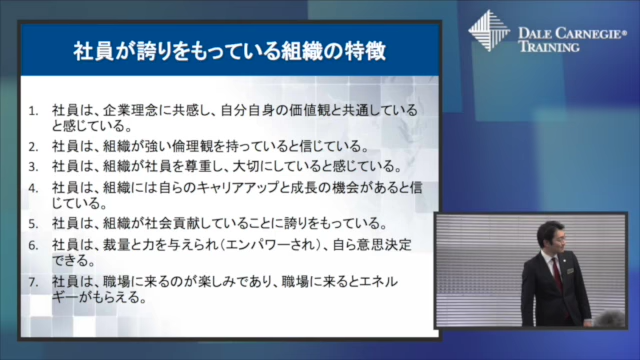 社員が誇りをもっている組織の特徴
DALE CARNEGIE®
TRAINING
1. 社員は、企業理念に共感し、自分自身の価値観と共通している
と感じている。
2. 社員は、組織が強い倫理観を持っていると信じている。
3. 社員は、組織が社員を尊重し、大切にしていると感じている。
4. 社員は、組織には自らのキャリアアップと成長の機会があると信
じている。
5. 社員は、組織が社会貢献していることに誇りをもっている。
6. 社員は、裁量と力を与えられ（エンパワーされ）、自ら意思決定
できる。
7. 社員は、職場に来るのが楽しみであり、職場に来るとエネル
ギーがもらえる。